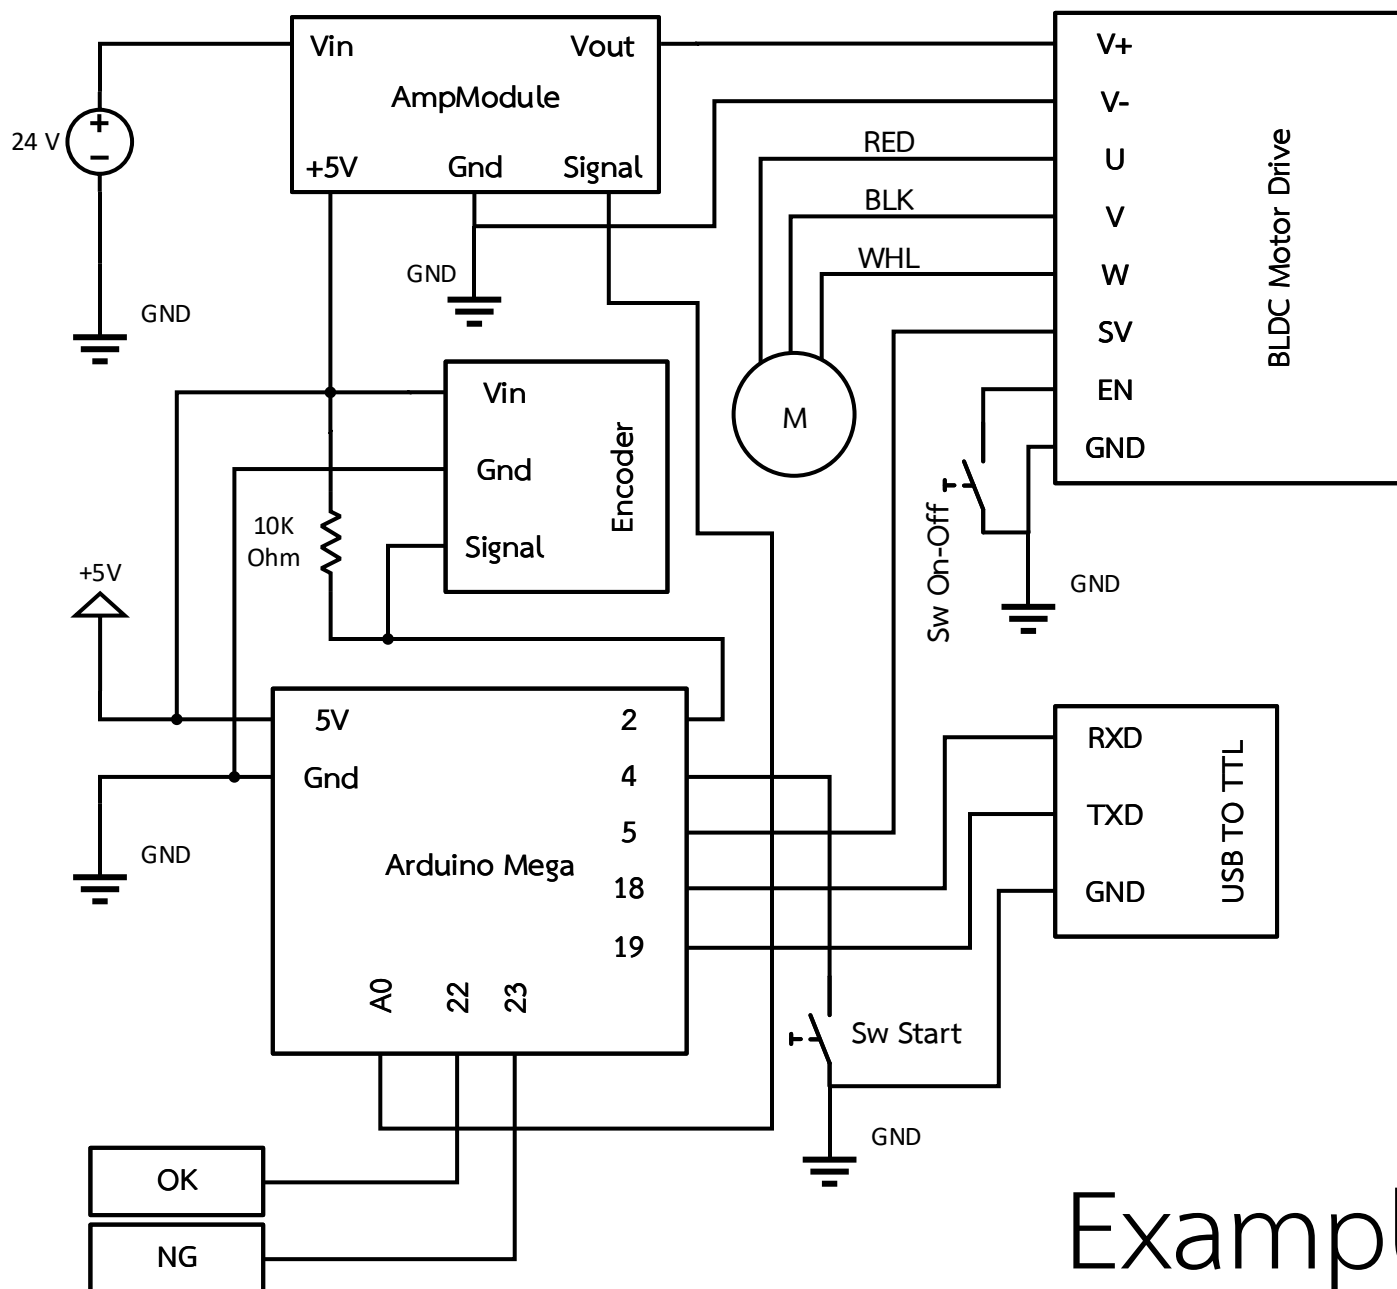 Vin
Vout
AmpModule
+5V
Gnd
Signal
24 V
+
−
GND
GND
V+
V-
U
V
W
SV
EN
GND
BLDC Motor Drive
RED
BLK
WHL
M
Vin
Gnd
Signal
Encoder
10K
Ohm
+5V
Sw On-Off
GND
5V
Gnd
2
4
5
18
19
Arduino Mega
A0
22
23
GND
RXD
TXD
GND
USB TO TTL
Sw Start
GND
OK
NG